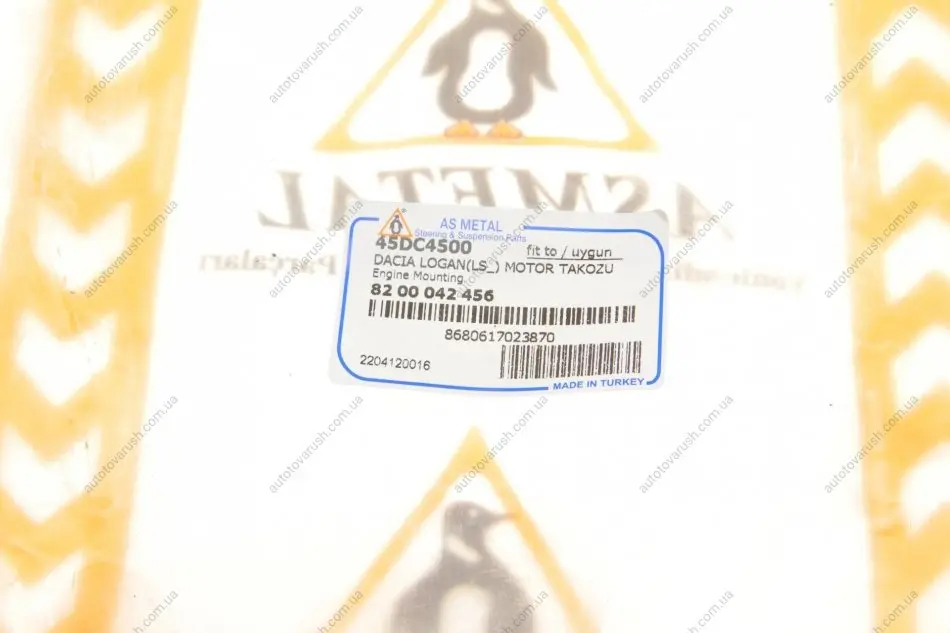 ASMETAL
Parçaları
AS METAL
Steering & Suspension Parts
45DC4500 fit to / uygun
DACIA LOGAN(LS_) MOTOR TAKOZU
Engine Mounting
82 00 042 456
8680617023870
2204120016
MADE IN TURKEY
autotovarush.com.ua